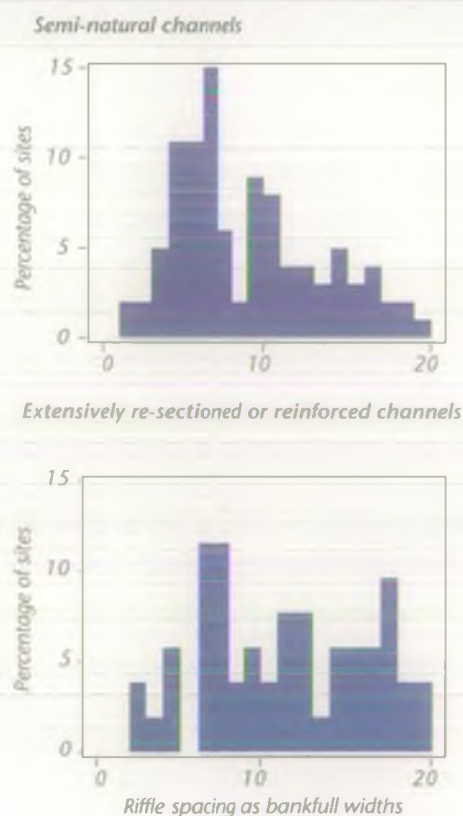 Semi-natural channels
15
Percentage of sites
10
5
0
0 10 20
Extensively re-sectioned or reinforced channels
15
Percentage of sites
10
5
0
0 10 20
Riffle spacing as bankfull widths